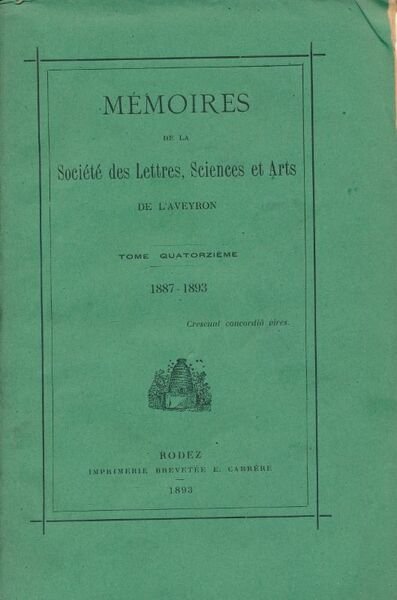 MÉMOIRES
DE LA
Société des Lettres, Sciences et Arts
DE L'AVEYRON
TOME QUATORZIÈME
1887-1893
Crescunt concordiâ vires.
RODEZ
IMPRIMERIE BREVETÉE E. CARRÈRE
1893